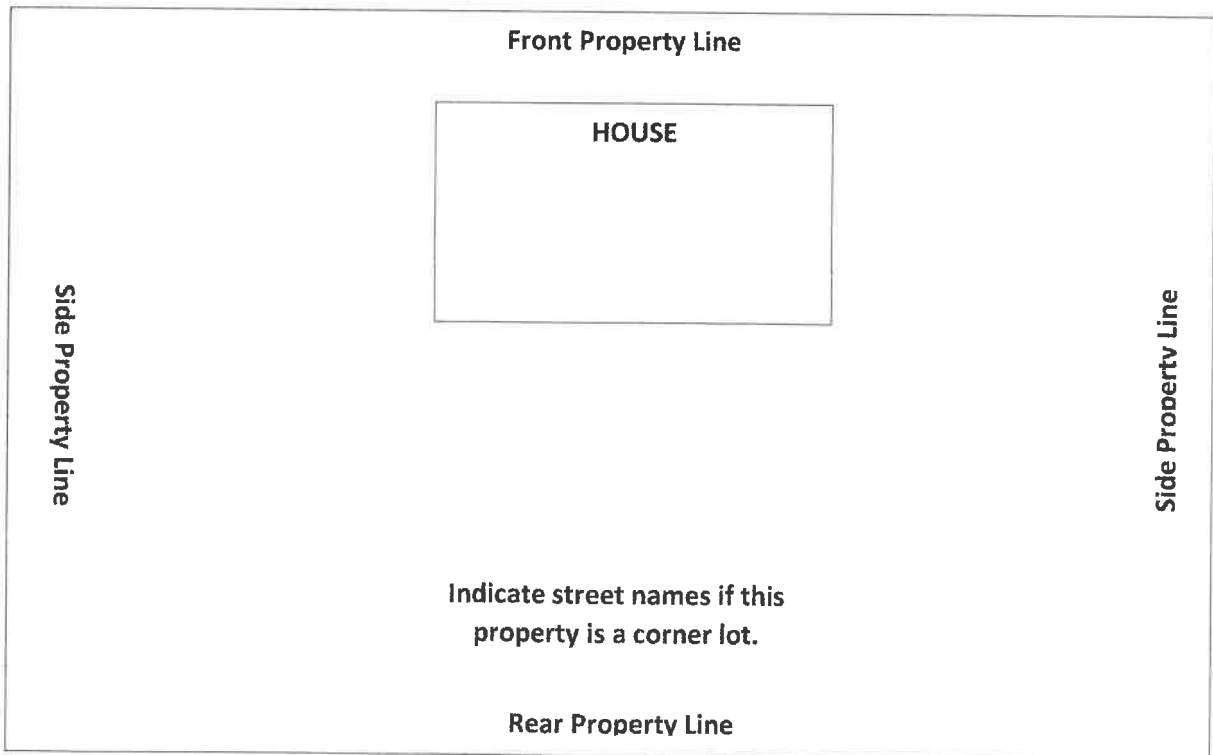 Front Property Line
HOUSE
Side Property Line
Side Property Line
Indicate street names if this
property is a corner lot.
Rear Property Line